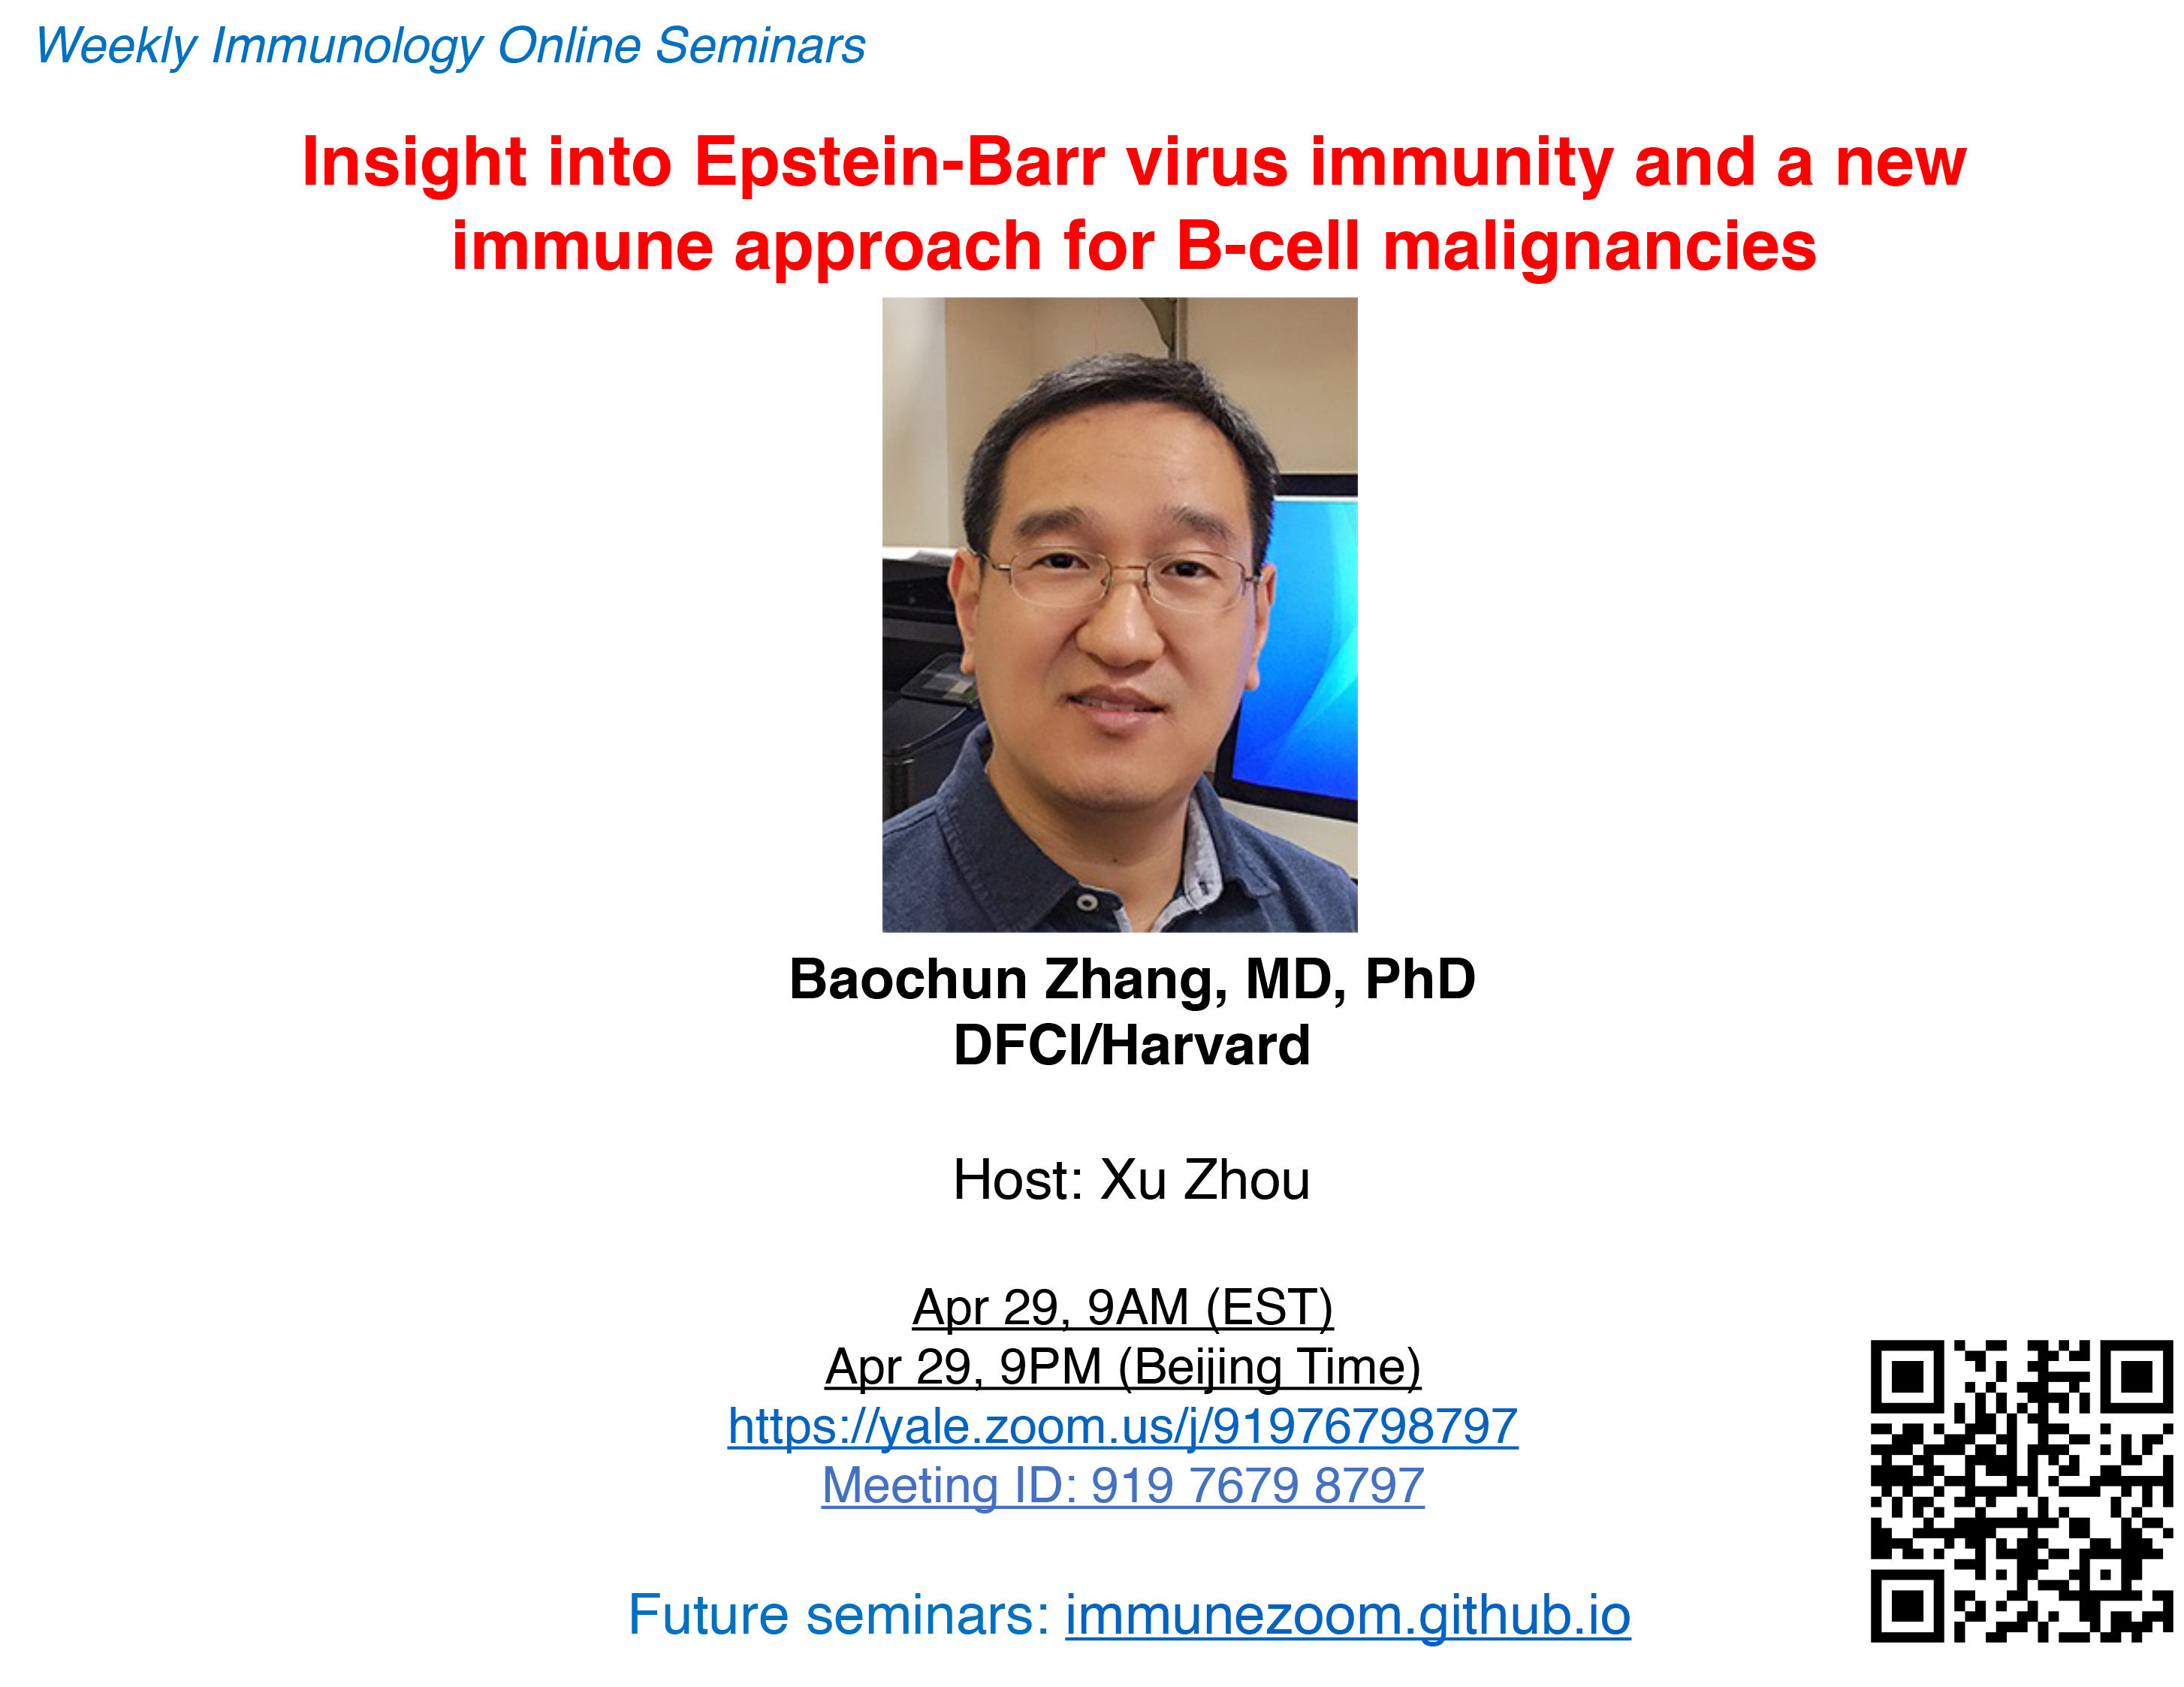 Weekly Immunology Online Seminars
Insight into Epstein-Barr virus immunity and a new
immune approach for B-cell malignancies
Baochun Zhang, MD, PhD
DFCI/Harvard
Host: Xu Zhou
Apr 29, 9AM (EST)
Apr 29, 9PM (Beijing Time)
https://yale.zoom.us/j/91976798797
Meeting ID: 919 7679 8797
Future seminars: immunezoom.github.io